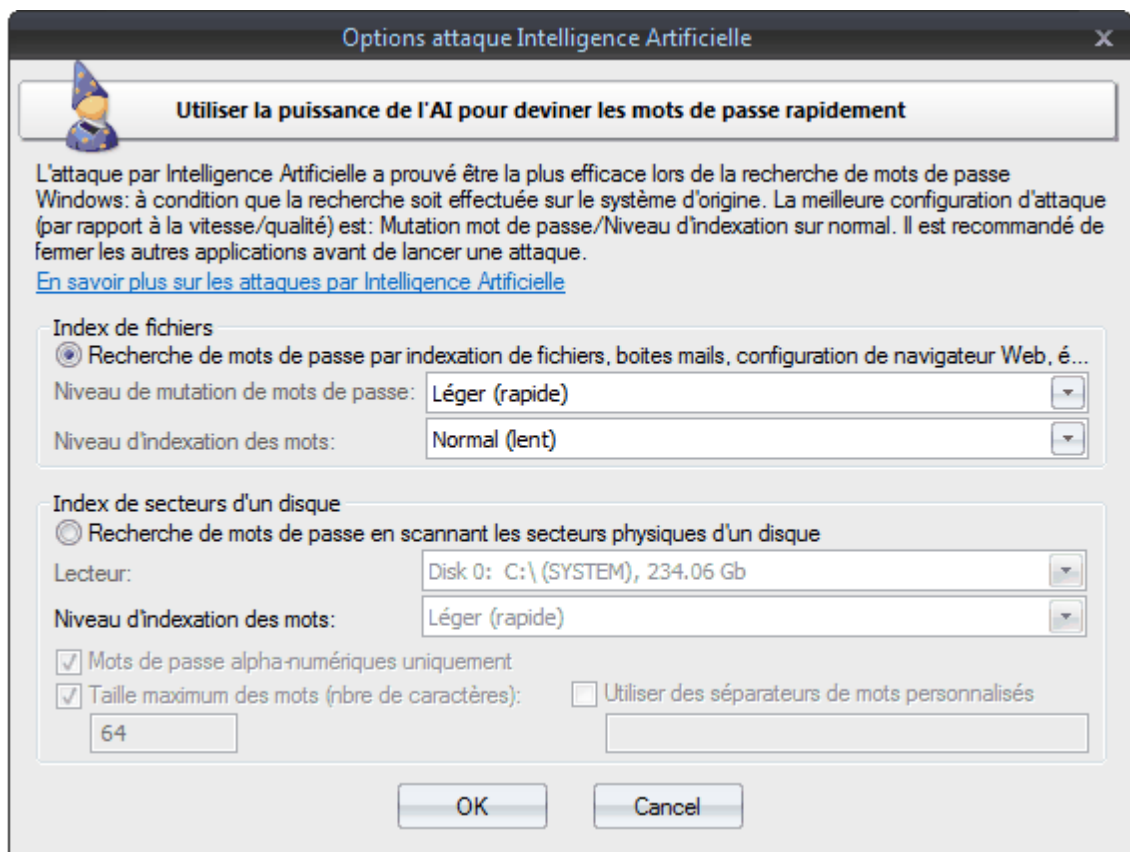 Options attaque Intelligence Artificielle
Utiliser la puissance de l'AI pour deviner les mots de passe rapidement
L'attaque par Intelligence Artificielle a prouvé être la plus efficace lors de la recherche de mots de passe
Windows: à condition que la recherche soit effectuée sur le système d'origine. La meilleure configuration d'attaque
(par rapport à la vitesse/qualité) est: Mutation mot de passe/Niveau d'indexation sur normal. Il est recommandé de
fermer les autres applications avant de lancer une attaque.
En savoir plus sur les attaques par Intelligence Artificielle
Index de fichiers
Recherche de mots de passe par indexation de fichiers, boites mails, configuration de navigateur Web, é...
Niveau de mutation de mots de passe: Léger (rapide)
Niveau d'indexation des mots: Normal (lent)
Index de secteurs d'un disque
Recherche de mots de passe en scannant les secteurs physiques d'un disque
Lecteur: Disk 0: C:\ (SYSTEM), 234.06 Gb
Niveau d'indexation des mots: Léger (rapide)
Mots de passe alpha-numériques uniquement
Taille maximum des mots (nbre de caractères): Utiliser des séparateurs de mots personnalisés
64
OK Cancel